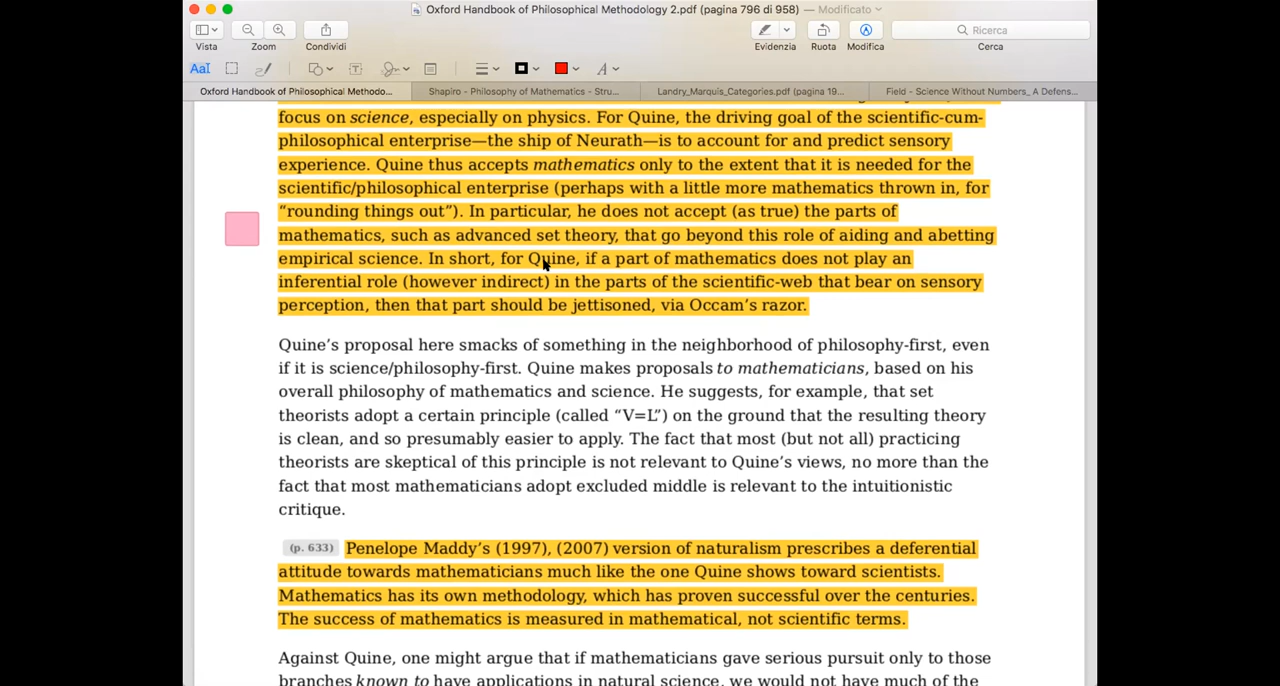 Oxford Handbook of Philosophical Methodology 2.pdf (pagina 796 di 958) — Modificato
Vista
Zoom
Condividi
Evidenzia
Ruota
Modifica
Ricerca
Cerca
AaI
Oxford Handbook of Philosophical Methodo...
Shapiro - Philosophy of Mathematics - Stru...
Landry_Marquis_Categories.pdf (pagina 19...
Field - Science Without Numbers_ A Defens...
focus on science, especially on physics. For Quine, the driving goal of the scientific-cum-
philosophical enterprise—the ship of Neurath—is to account for and predict sensory
experience. Quine thus accepts mathematics only to the extent that it is needed for the
scientific/philosophical enterprise (perhaps with a little more mathematics thrown in, for
“rounding things out”). In particular, he does not accept (as true) the parts of
mathematics, such as advanced set theory, that go beyond this role of aiding and abetting
empirical science. In short, for Quine, if a part of mathematics does not play an
inferential role (however indirect) in the parts of the scientific-web that bear on sensory
perception, then that part should be jettisoned, via Occam’s razor.
Quine’s proposal here smacks of something in the neighborhood of philosophy-first, even
if it is science/philosophy-first. Quine makes proposals to mathematicians, based on his
overall philosophy of mathematics and science. He suggests, for example, that set
theorists adopt a certain principle (called “V=L”) on the ground that the resulting theory
is clean, and so presumably easier to apply. The fact that most (but not all) practicing
theorists are skeptical of this principle is not relevant to Quine’s views, no more than the
fact that most mathematicians adopt excluded middle is relevant to the intuitionistic
critique.
(p. 633) Penelope Maddy’s (1997), (2007) version of naturalism prescribes a deferential
attitude towards mathematicians much like the one Quine shows toward scientists.
Mathematics has its own methodology, which has proven successful over the centuries.
The success of mathematics is measured in mathematical, not scientific terms.
Against Quine, one might argue that if mathematicians gave serious pursuit only to those
branches known to have applications in natural science, we would not have much of the